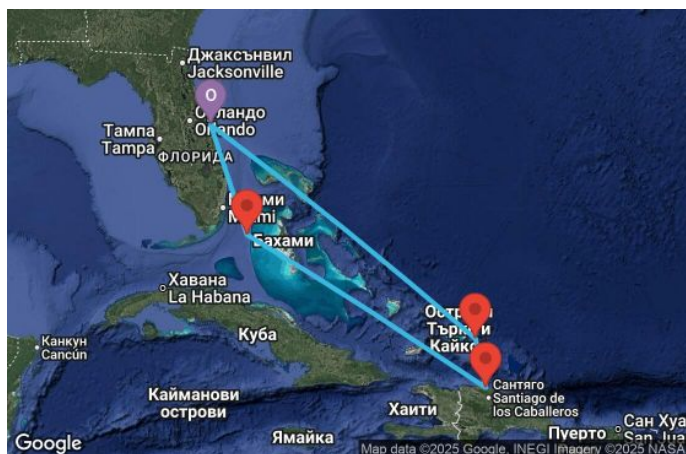 Джаксънвил
Jacksonville
O
Орландо
Orlando
Тампа
Tampa
ФЛОРИДА
Miami
Бахами
Хавана
La Habana
Куба
Канкун
Cancún
Търкс и
Кайкос
Кайманови
острови
Хаити
Сантяго
Santiago de
los Caballeros
Ямайка
Пуерто
Сан Хуа
San Jua
Google
Map data ©2025 Google, INEGI Imagery ©2025 NASA